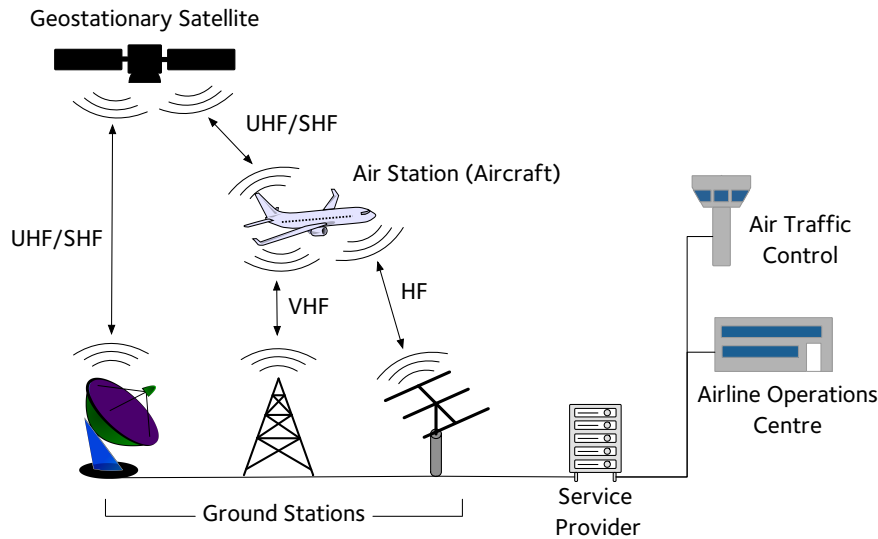 Geostationary Satellite
UHF/SHF
Air Station (Aircraft)
UHF/SHF
VHF
HF
Air Traffic
Control
Airline Operations
Centre
Ground Stations
Service
Provider